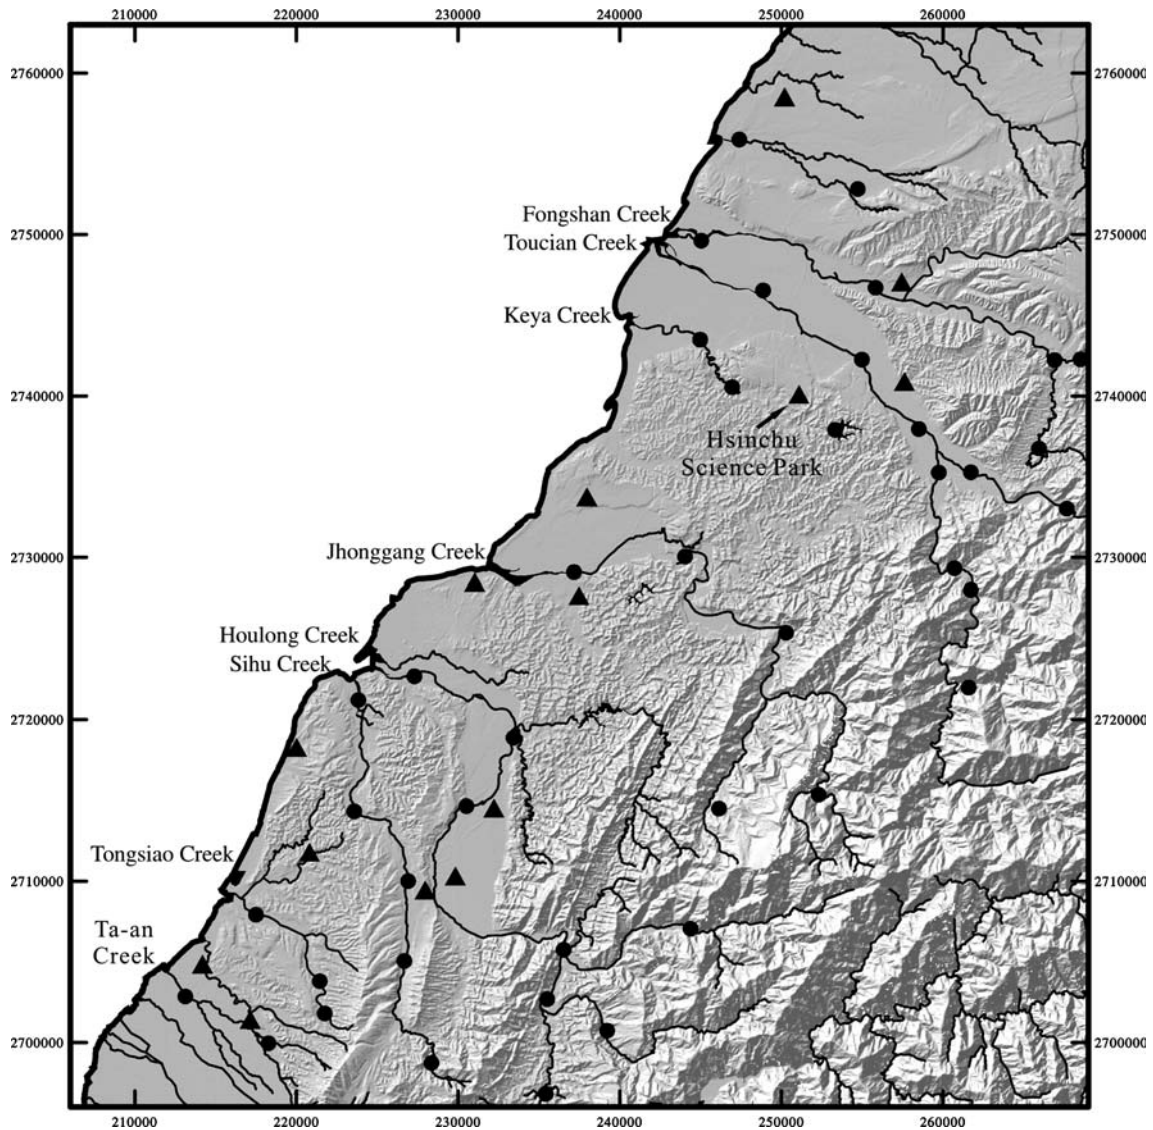 210000 220000 230000 240000 250000 260000
2760000 2760000
Fongshan Creek
2750000 Toucian Creek 2750000
Keya Creek
2740000 2740000
Hsinchu
Science Park
Jhonggang Creek
2730000 2730000
Houlong Creek
Sihu Creek
2720000 2720000
Tongsiao Creek
2710000 2710000
Ta-an
Creek
2700000 2700000
210000 220000 230000 240000 250000 260000